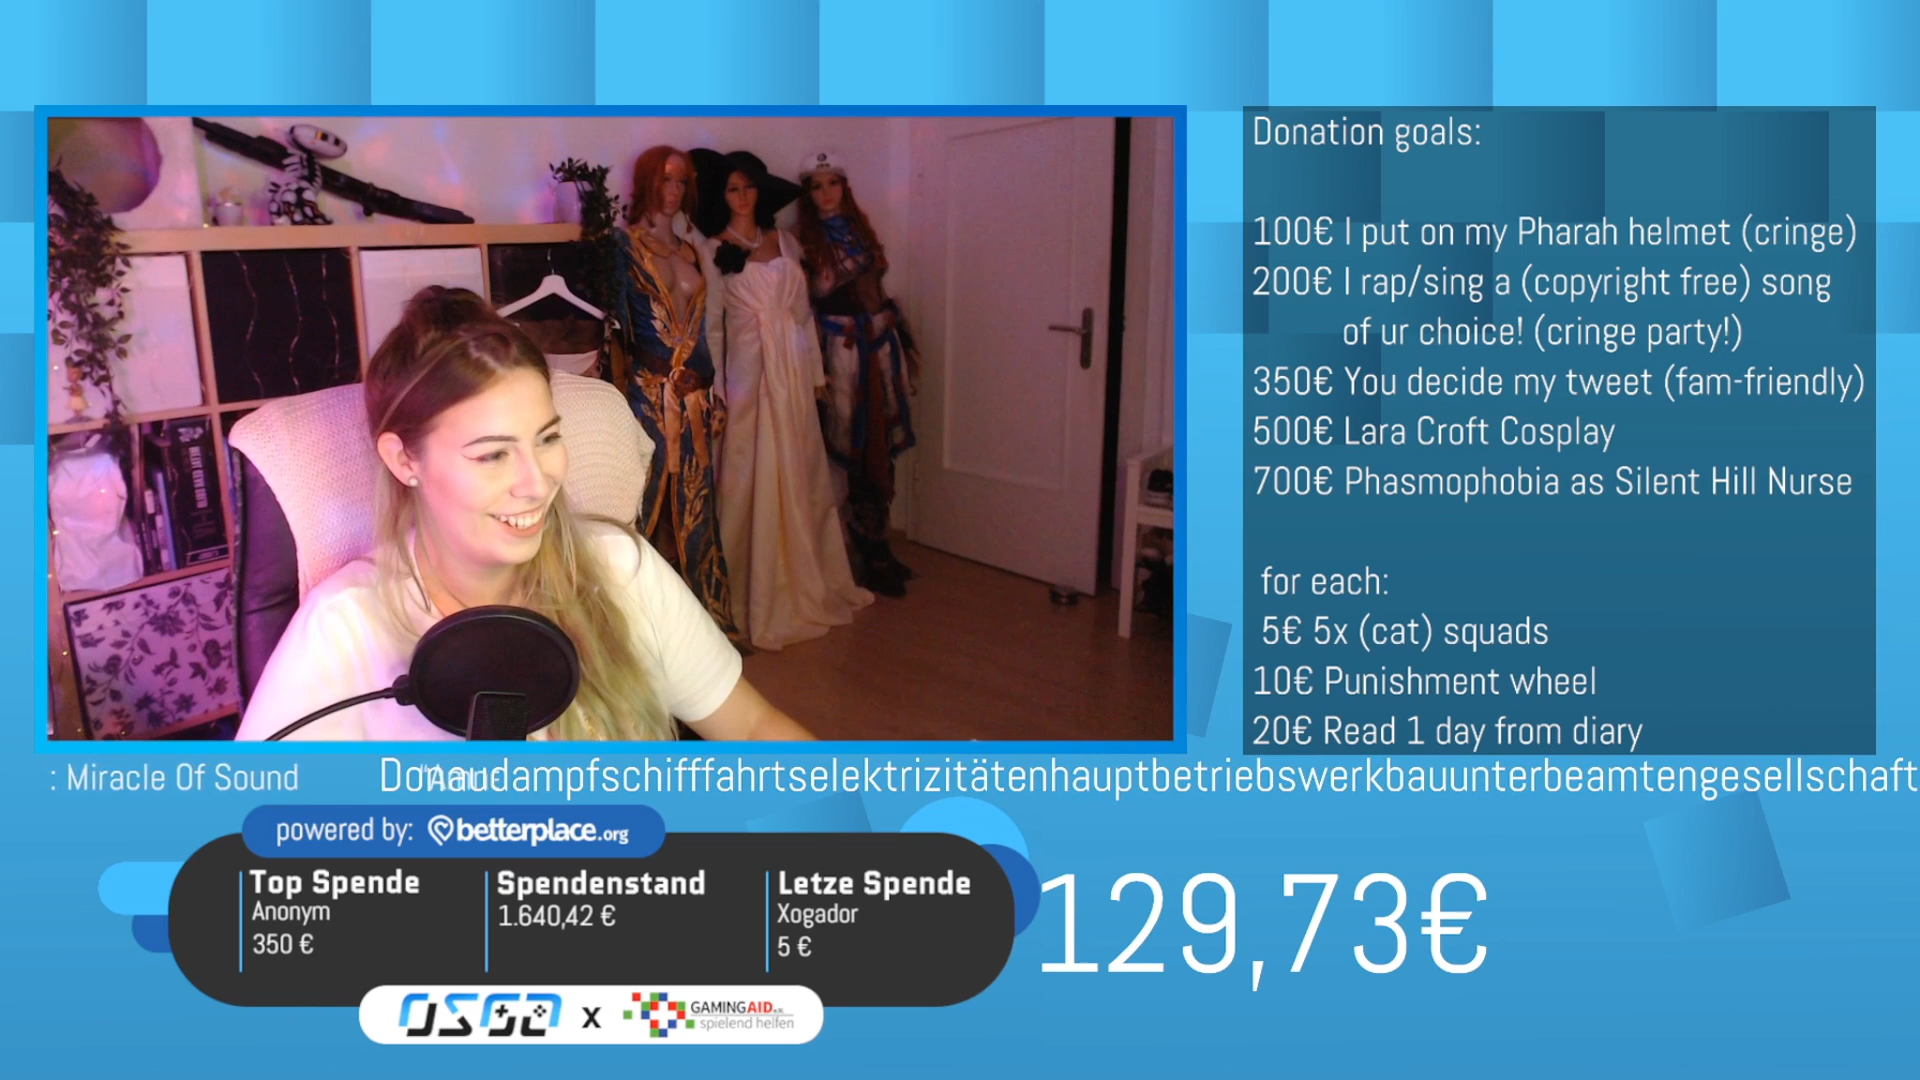 Donation goals:
100€ I put on my Pharah helmet (cringe)
200€ I rap/sing a (copyright free) song
of ur choice! (cringe party!)
350€ You decide my tweet (fam-friendly)
500€ Lara Croft Cosplay
700€ Phasmophobia as Silent Hill Nurse
for each:
5€ 5x (cat) squads
10€ Punishment wheel
20€ Read 1 day from diary
: Miracle Of Sound
Donaudampfschifffahrtselektrizitätenhauptbetriebswerkbauunterbeamtengesellschaft
powered by: betterplace.org
Top Spende
Anonym
350 €
Spendenstand
1.640,42 €
Letze Spende
Xogador
5 €
129,73€
x
GAMINGAID e.V.
spielend helfen